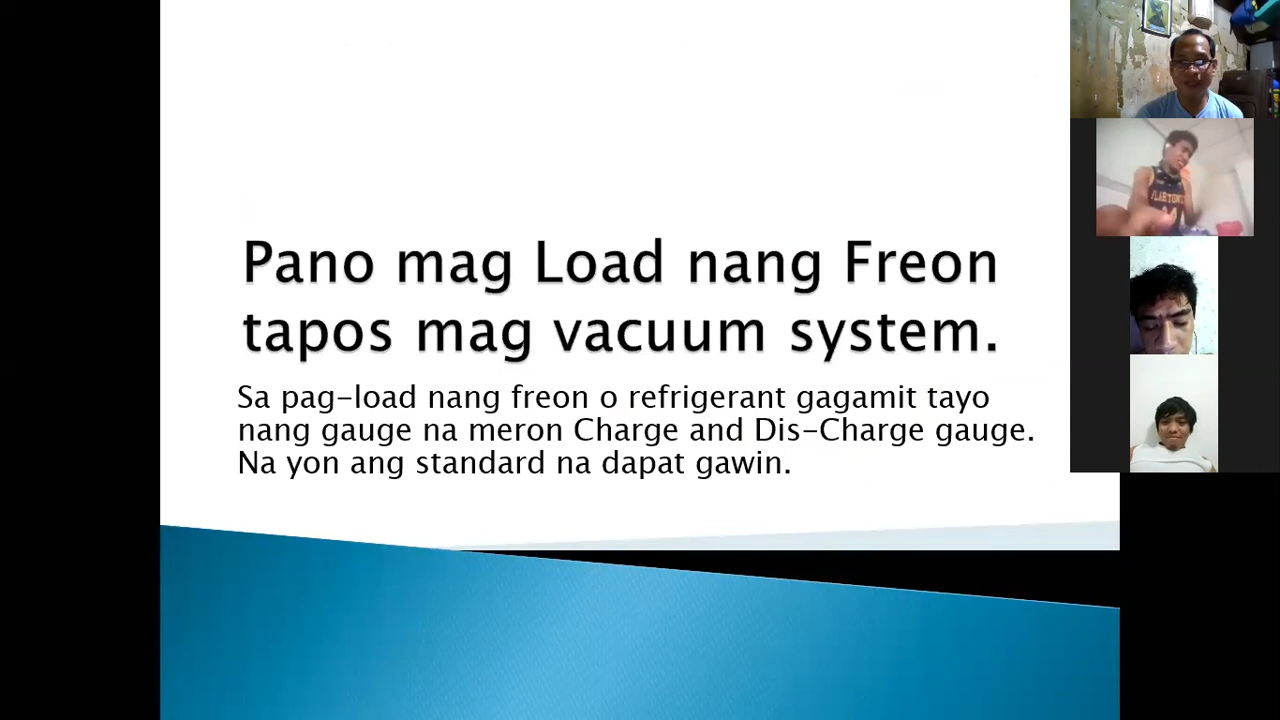 Pano mag Load nang Freon
tapos mag vacuum system.
Sa pag-load nang freon o refrigerant gagamit tayo
nang gauge na meron Charge and Dis-Charge gauge.
Na yon ang standard na dapat gawin.